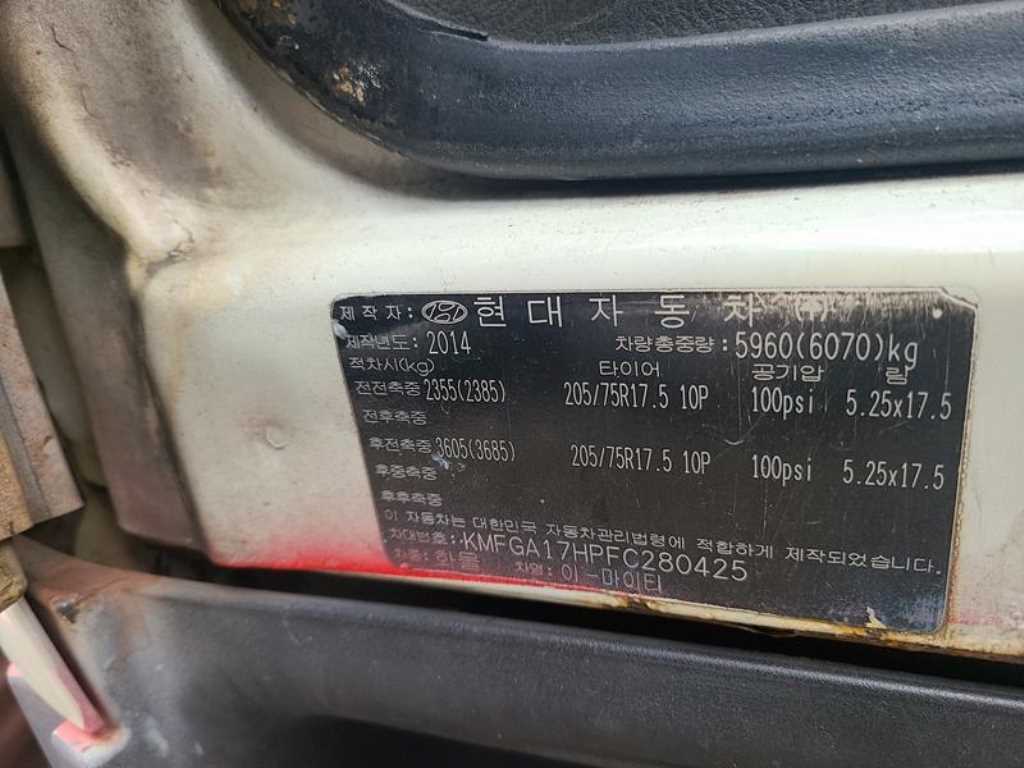 제작자: 현대자동차(주)
제작년도: 2014 차량총중량: 5960(6070)kg
적차시(kg) 타이어 공기압 림
전전축중 2355(2385) 205/75R17.5 10P 100psi 5.25x17.5
전후축중
후전축중 3605(3685) 205/75R17.5 10P 100psi 5.25x17.5
후중축중
후후축중
이 자동차는 대한민국 자동차관리법령에 적합하게 제작되었습니다.
차대번호: KMFGA17HPFC280425
차종: 화물 차명: 이-마이티